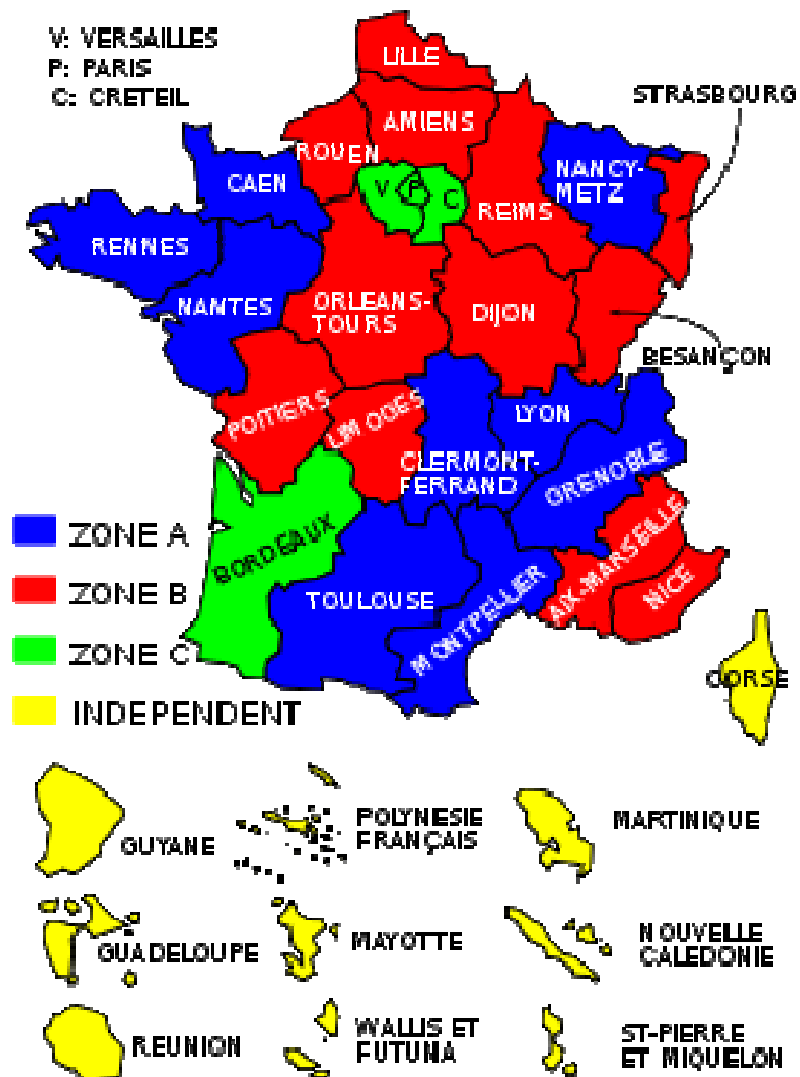 V: VERSAILLES
P: PARIS
C: CRETEIL
LILLE
STRASBOURG
AMIENS
ROUEN
NANCY-
METZ
CAEN
V
P
C
REIMS
RENNES
NAMTES
ORLEANS-
TOURS
DIJON
BESANÇON
POITIERS
LIMOGES
LYON
CLERMONT-
FERRAND
GRENOBLE
ZONE A
BORDEAUX
AIX-MARSEILLE
ZONE B
TOULOUSE
MONTPELLIER
NICE
ZONE C
CORSE
INDEPENDENT
GUYANE
POLYNESIE
FRANÇAIS
MARTINIQUE
GUADELOUPE
MAYOTTE
NOUVELLE
CALEDONIE
REUNION
WALLIS ET
FUTUNA
ST-PIERRE
ET MIQUELON